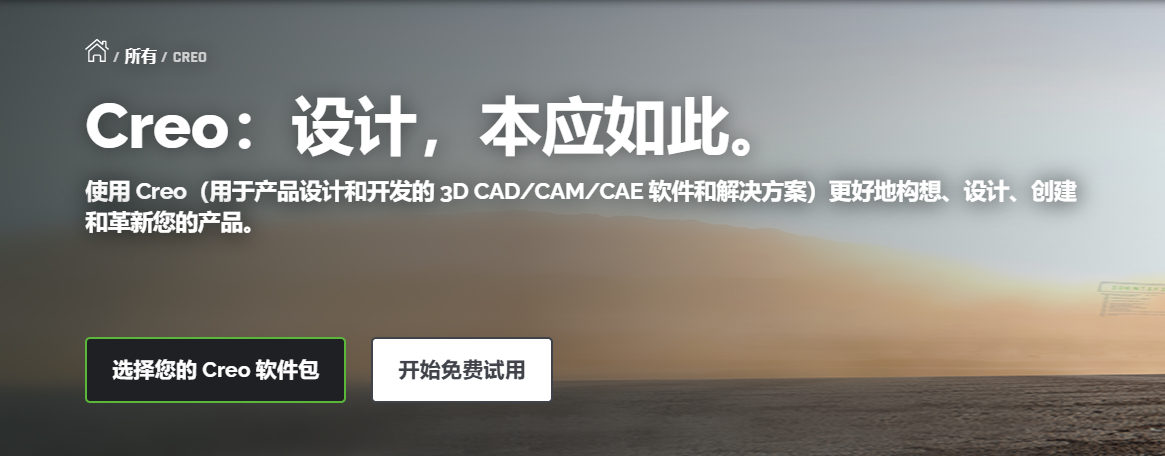 / 所有 / CREO
Creo：设计，本应如此。
使用 Creo（用于产品设计和开发的 3D CAD/CAM/CAE 软件和解决方案）更好地构想、设计、创建
和革新您的产品。
选择您的 Creo 软件包
开始免费试用